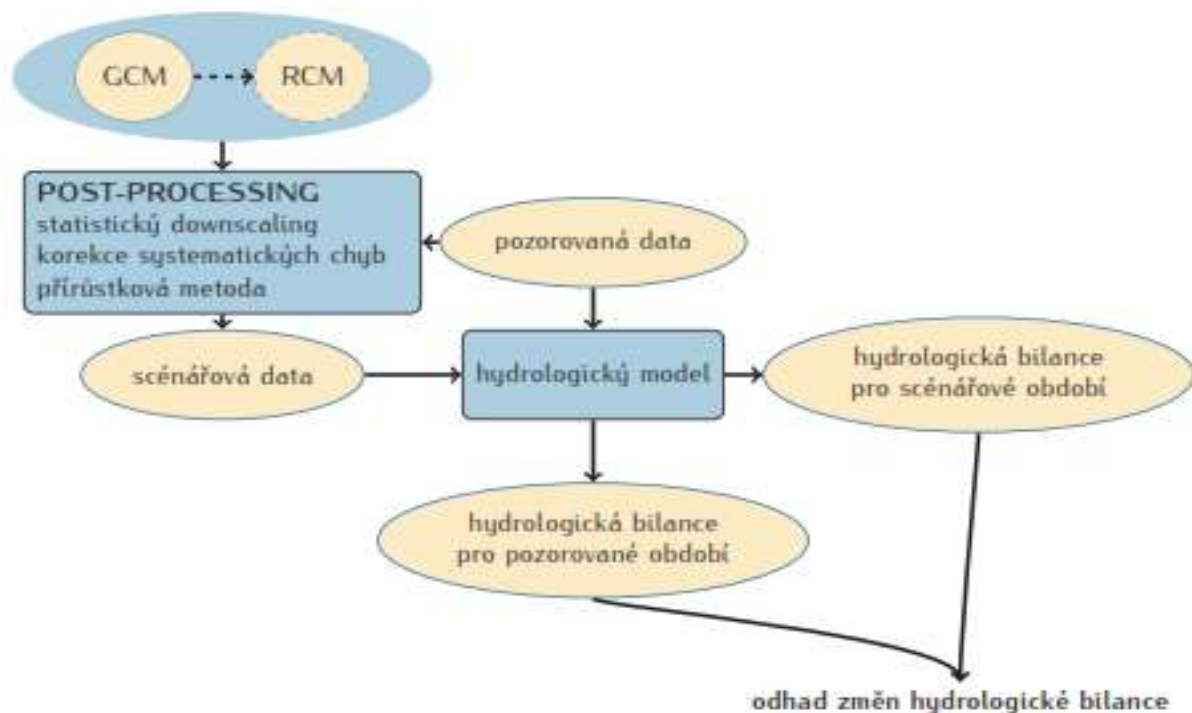 GCM
RCM
POST-PROCESSING
statistický downscaling
korekce systematických chyb
přírůstková metoda
pozorovaná data
scénářová data
hydrologický model
hydrologická bilance
pro scénářové období
hydrologická bilance
pro pozorované období
odhad změn hydrologické bilance